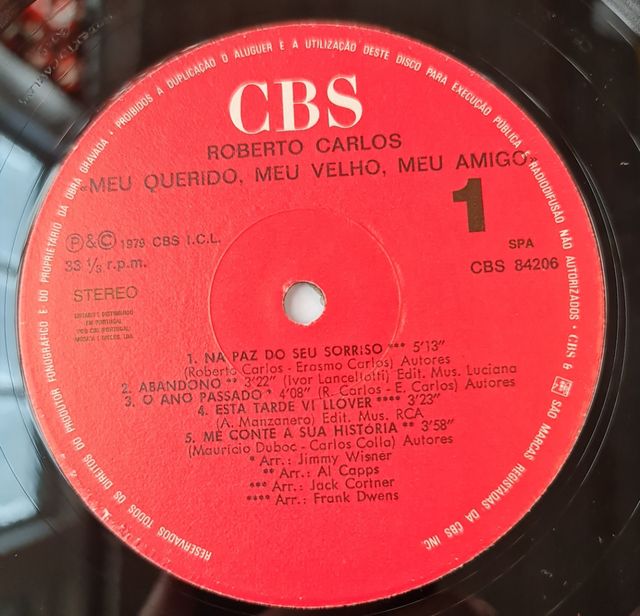 RESERVADOS TODOS OS DIREITOS DO PRODUTOR FONOGRÁFICO E DO PROPRIETARIO DA OBRA GRAVADA • PROIBIDOS A DUPLICAÇÃO O ALUGUER E A UTILIZAÇÃO DESTE DISCO PARA EXECUÇÃO PÚBLICA E RADIODIFUSÃO NÃO AUTORIZADOS • CBS & SÃO MARCAS REGISTADAS DA CBS INC
CBS
ROBERTO CARLOS
«MEU QUERIDO, MEU VELHO, MEU AMIGO»
1
Ⓟ&© 1979 CBS I.C.L.
SPA
33 ⅓ r.p.m.
CBS 84206
STEREO
EM PORTUGAL
1. NA PAZ DO SEU SORRISO *** 5'13"
(Roberto Carlos - Erasmo Carlos) Autores
2. ABANDONO ** 3'22" (Ivor Lancellotti) Edit. Mus. Luciana
3. O ANO PASSADO * 4'08" (R. Carlos - E. Carlos) Autores
4. ESTA TARDE VI LLOVER **** 3'23"
(A. Manzanero) Edit. Mus. RCA
5. ME CONTE A SUA HISTÓRIA ** 3'58"
(Maurício Duboc - Carlos Colla) Autores
* Arr.: Jimmy Wisner
** Arr.: Al Capps
*** Arr.: Jack Cortner
**** Arr.: Frank Dwens